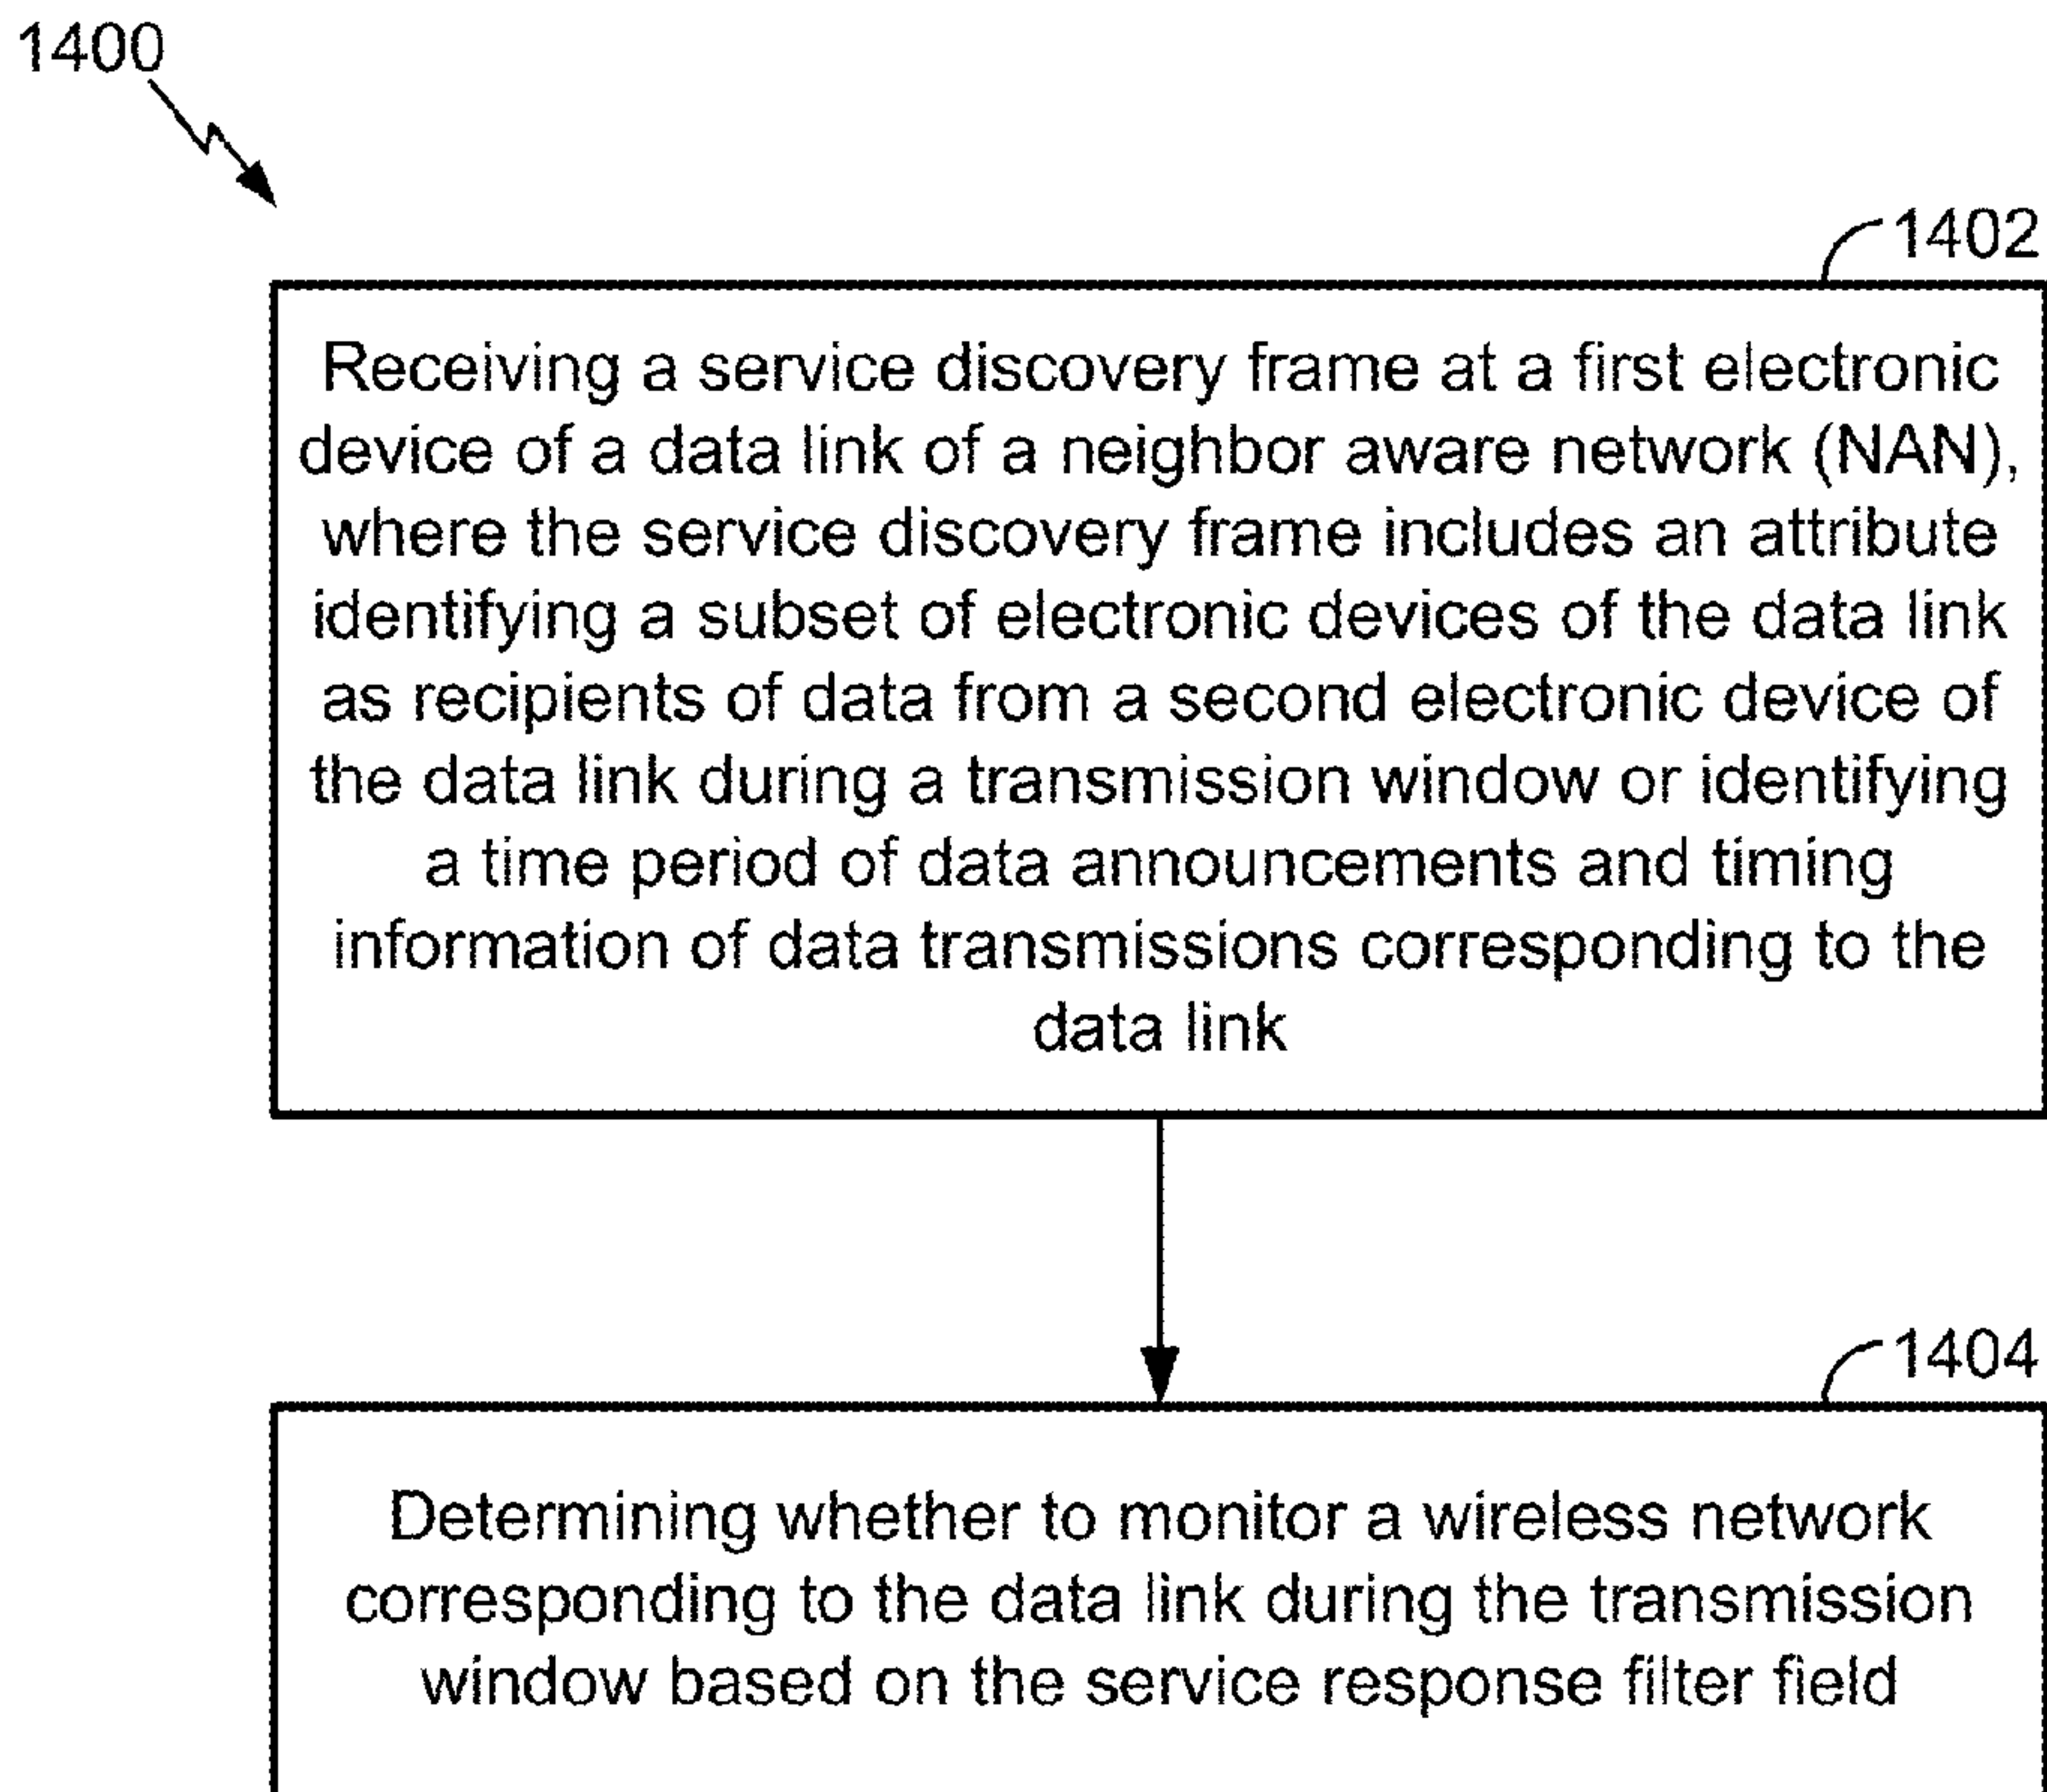 1400
1402
Receiving a service discovery frame at a first electronic
device of a data link of a neighbor aware network (NAN),
where the service discovery frame includes an attribute
identifying a subset of electronic devices of the data link
as recipients of data from a second electronic device of
the data link during a transmission window or identifying
a time period of data announcements and timing
information of data transmissions corresponding to the
data link
1404
Determining whether to monitor a wireless network
corresponding to the data link during the transmission
window based on the service response filter field